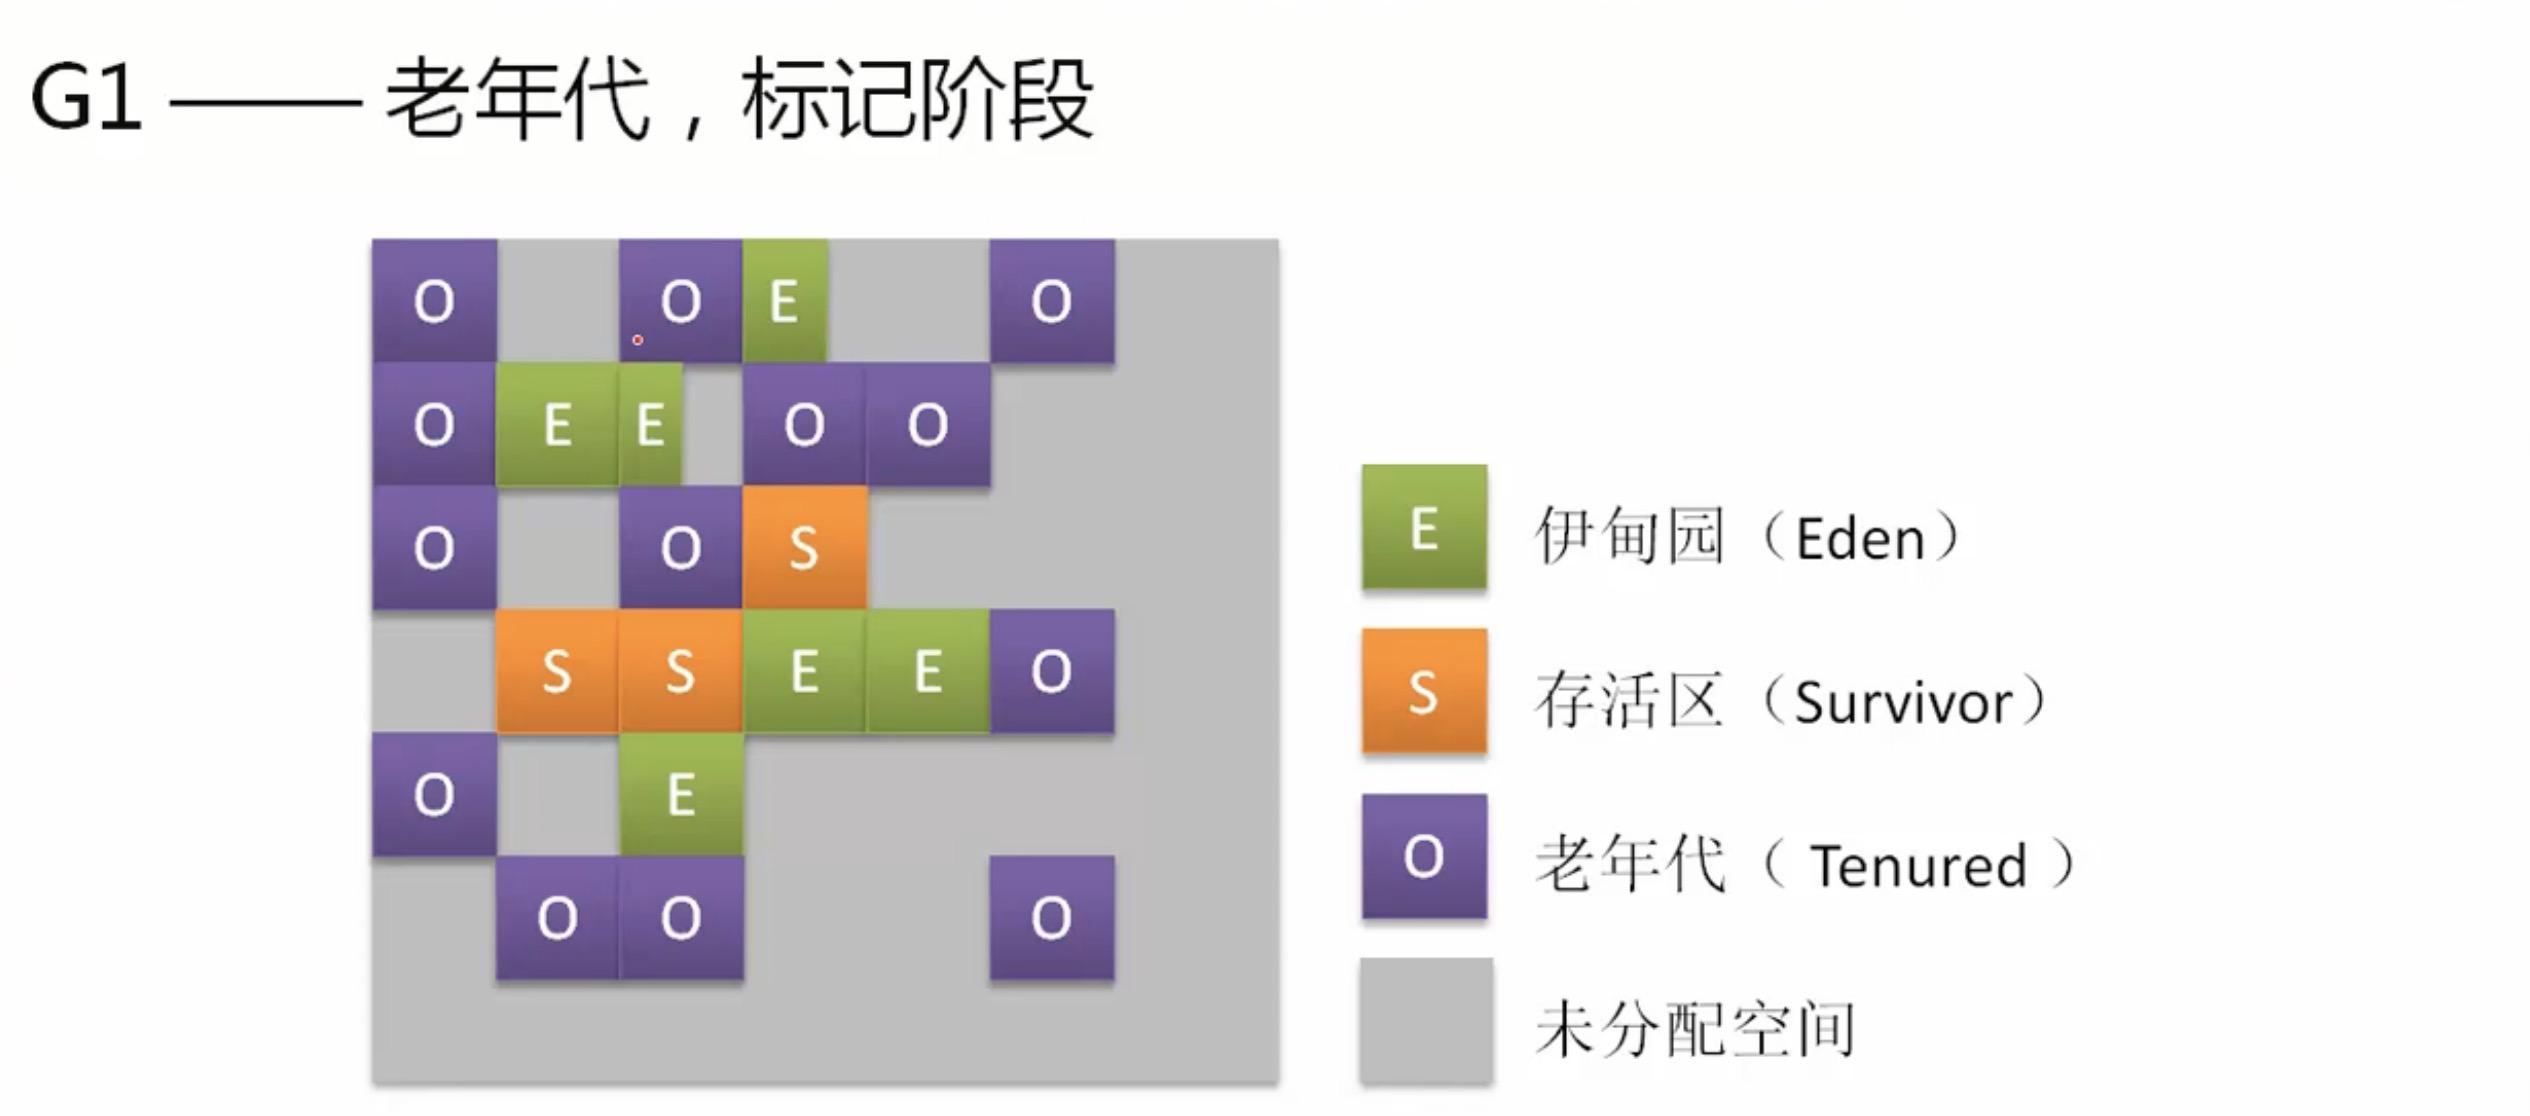 G1 —— 老年代，标记阶段
O O E O
O E E O O
O O S
S S E E O
O E
O O O
E 伊甸园（Eden）
S 存活区（Survivor）
O 老年代（ Tenured ）
未分配空间